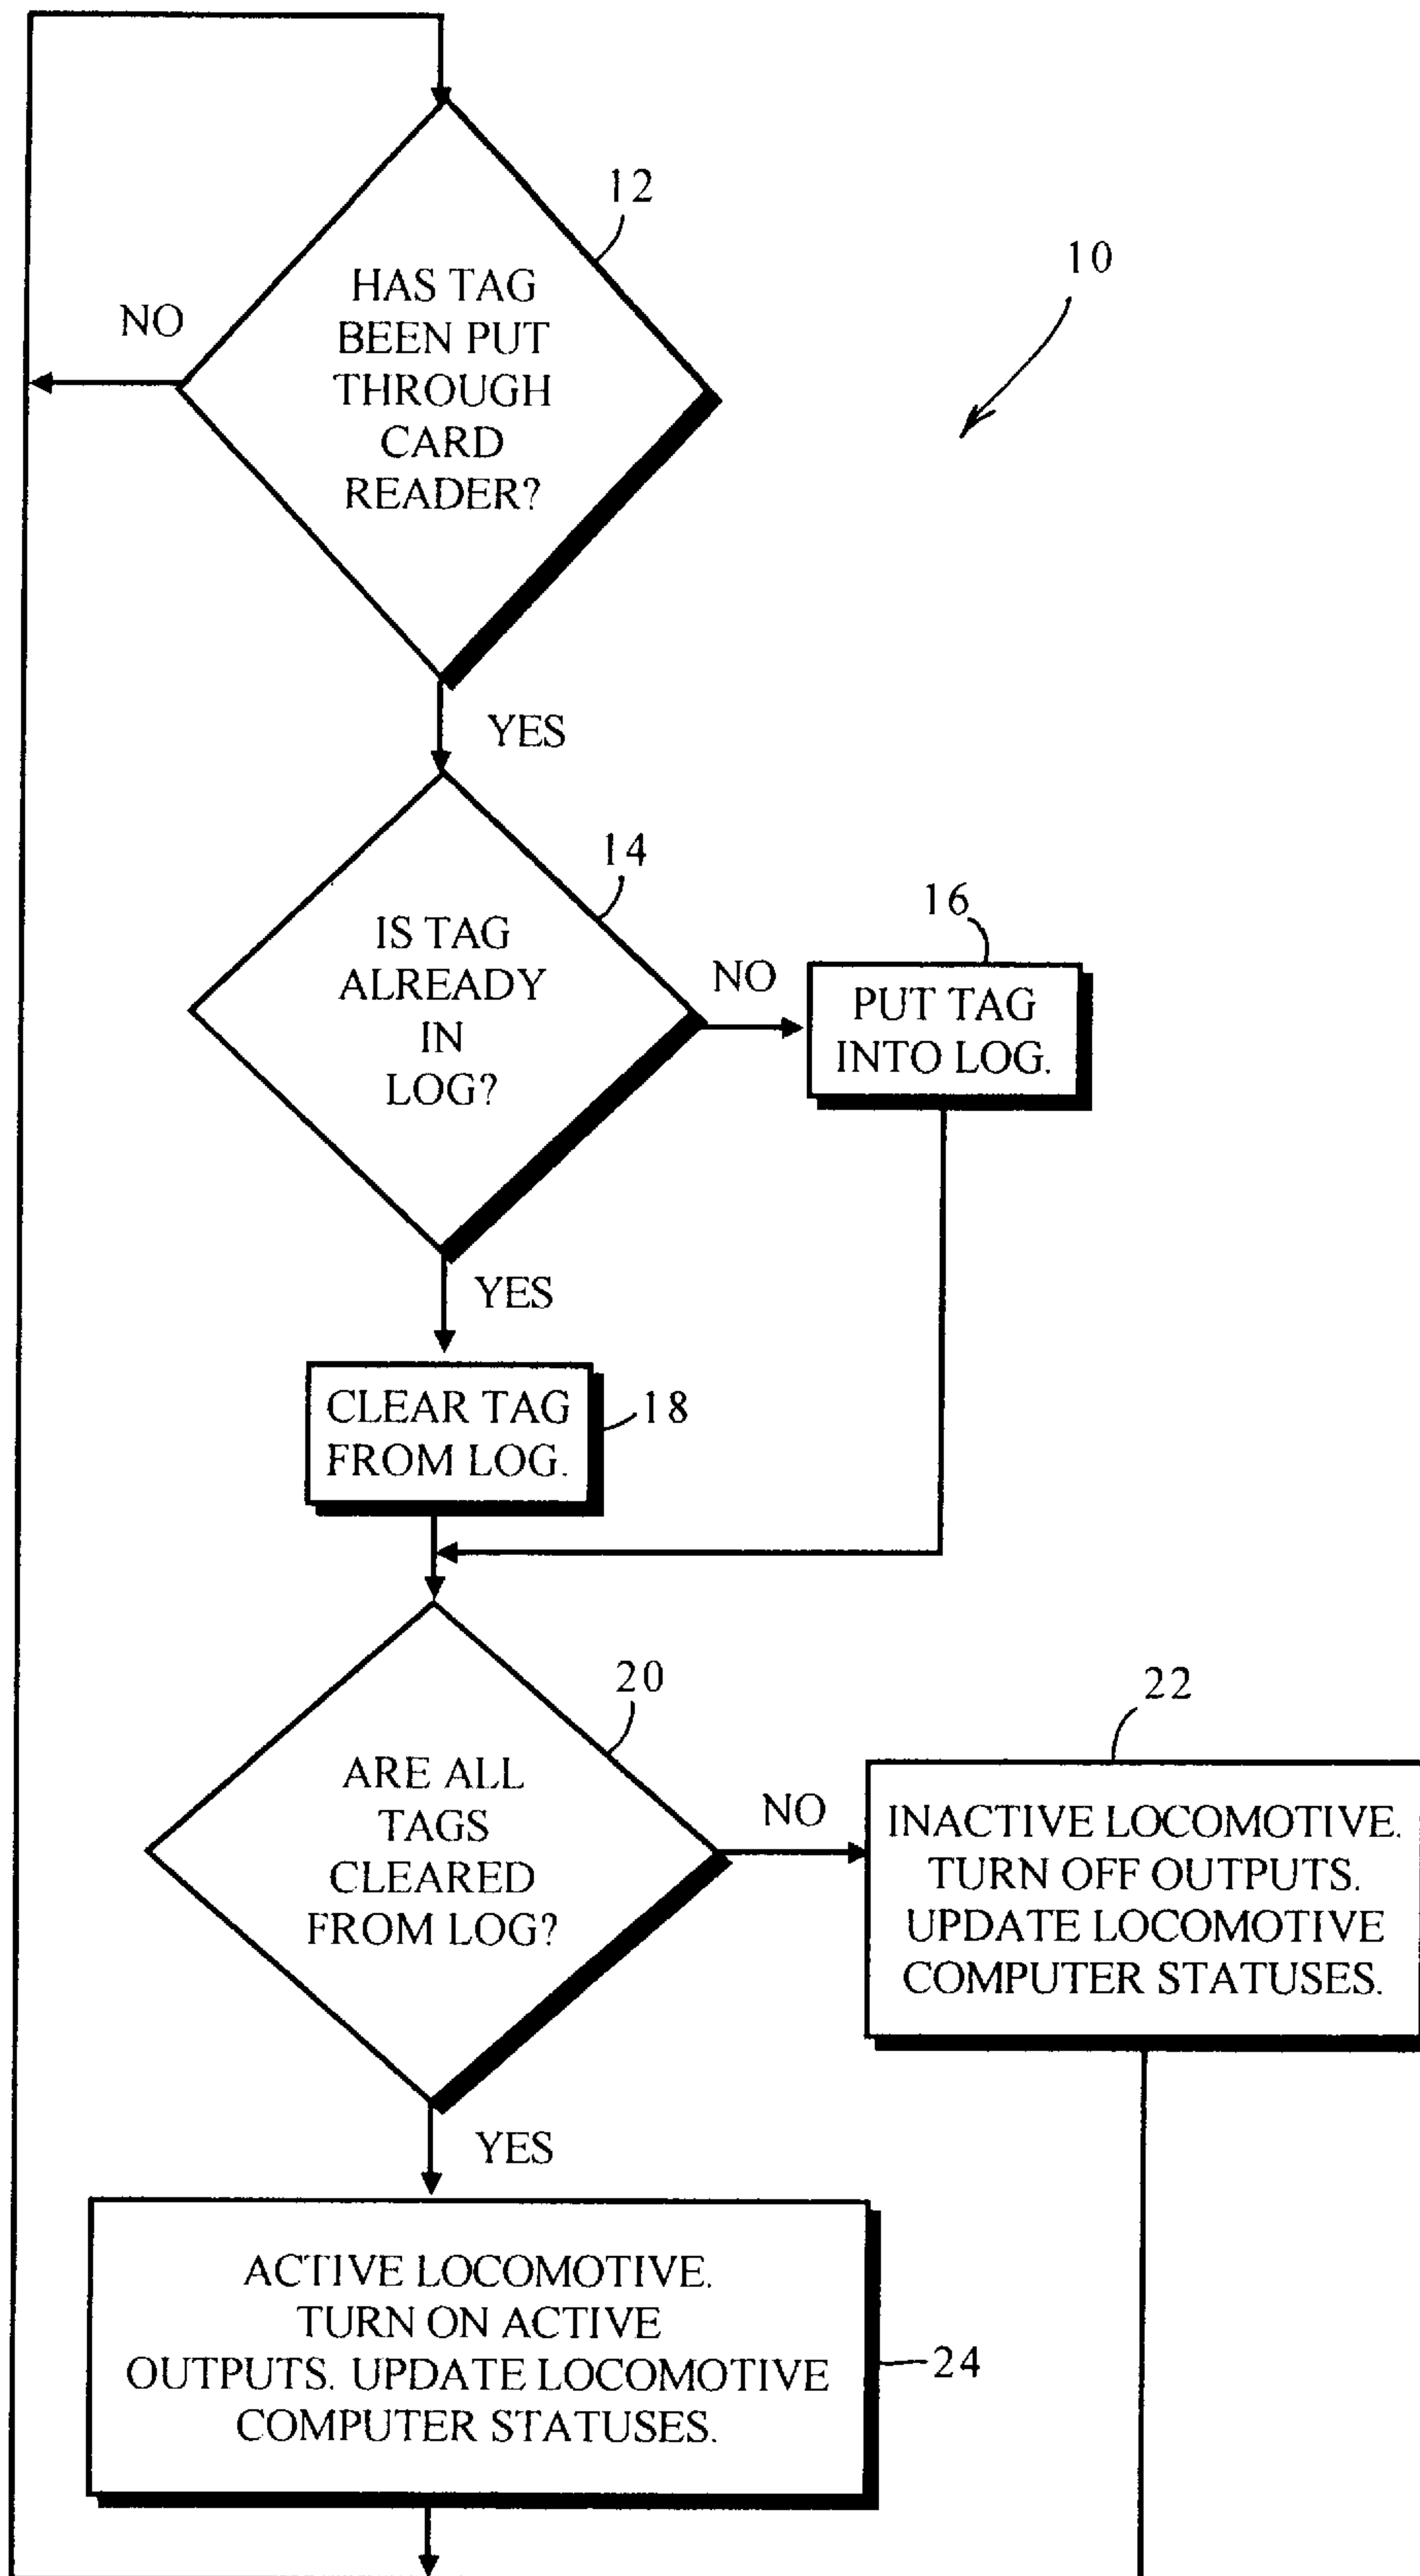 12
10
NO
HAS TAG
BEEN PUT
THROUGH
CARD
READER?
YES
14
16
IS TAG
ALREADY
IN
LOG?
NO
PUT TAG
INTO LOG.
YES
CLEAR TAG
FROM LOG.
18
20
22
ARE ALL
TAGS
CLEARED
FROM LOG?
NO
INACTIVE LOCOMOTIVE.
TURN OFF OUTPUTS.
UPDATE LOCOMOTIVE
COMPUTER STATUSES.
YES
ACTIVE LOCOMOTIVE.
TURN ON ACTIVE
OUTPUTS. UPDATE LOCOMOTIVE
COMPUTER STATUSES.
24